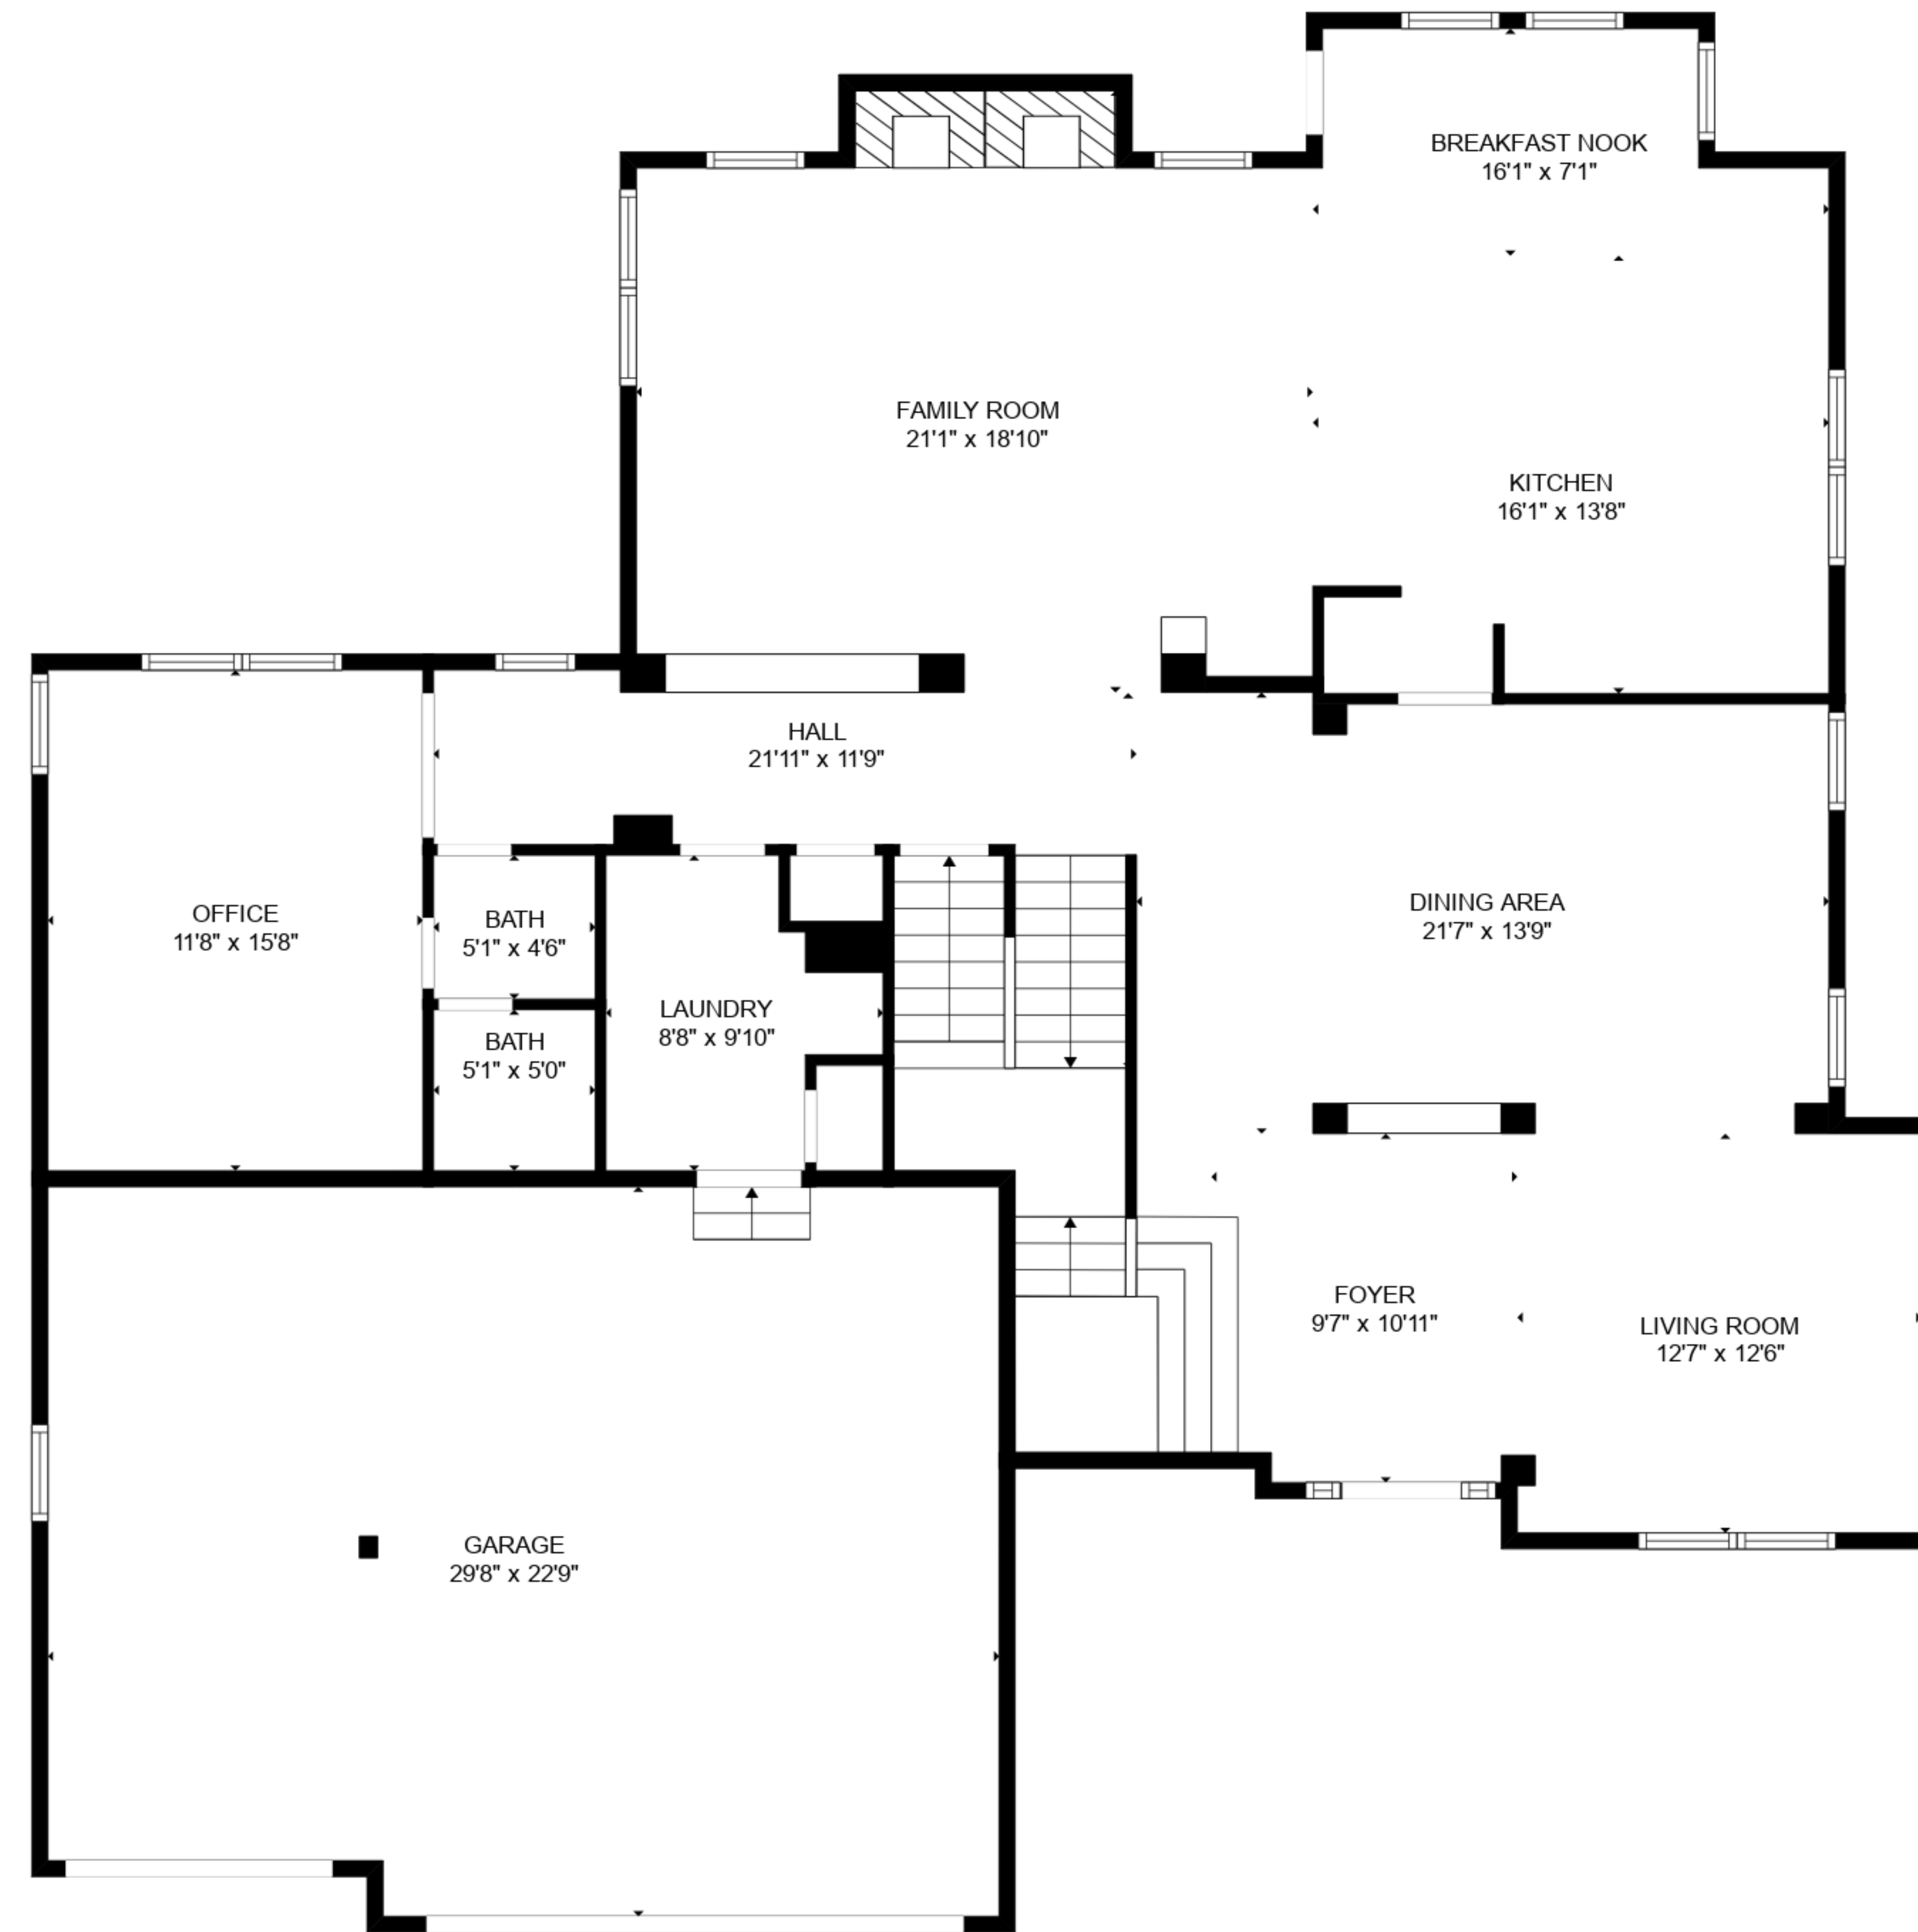 BREAKFAST NOOK
16'1" x 7'1"
FAMILY ROOM
21'1" x 18'10"
KITCHEN
16'1" x 13'8"
HALL
21'11" x 11'9"
OFFICE
11'8" x 15'8"
BATH
5'1" x 4'6"
DINING AREA
21'7" x 13'9"
LAUNDRY
8'8" x 9'10"
BATH
5'1" x 5'0"
FOYER
9'7" x 10'11"
LIVING ROOM
12'7" x 12'6"
GARAGE
29'8" x 22'9"